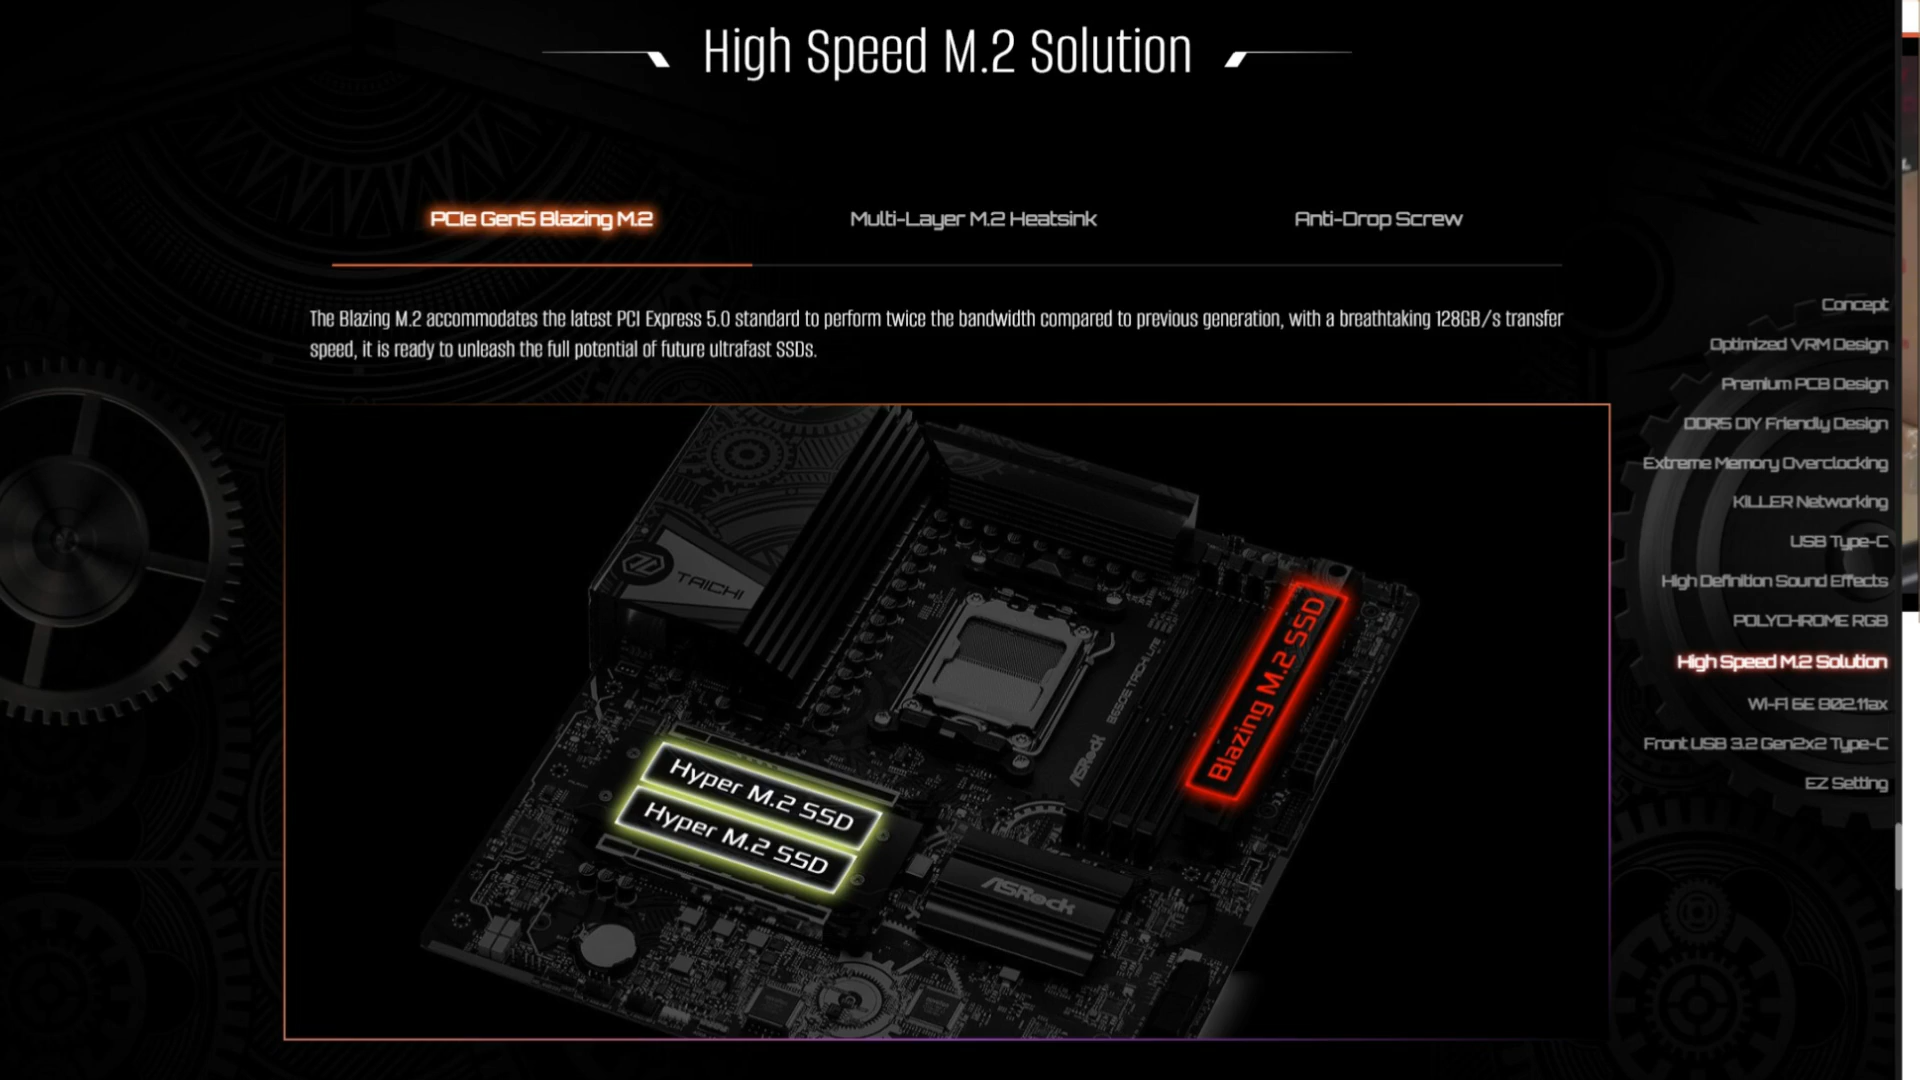 High Speed M.2 Solution
PCIe Gen5 Blazing M.2
Multi-Layer M.2 Heatsink
Anti-Drop Screw
The Blazing M.2 accommodates the latest PCI Express 5.0 standard to perform twice the bandwidth compared to previous generation, with a breathtaking 128GB/s transfer
speed, it is ready to unleash the full potential of future ultrafast SSDs.
Concept
Optimized VRM Design
Premium PCB Design
DDR5 DIY Friendly Design
Extreme Memory Overclocking
KILLER Networking
USB Type-C
High Definition Sound Effects
POLYCHROME RGB
High Speed M.2 Solution
Wi-Fi 6E 802.11ax
Front USB 3.2 Gen2x2 Type-C
EZ Setting
TAICHI
Blazing M.2 SSD
B650E TAICHI LITE
ASRock
Hyper M.2 SSD
Hyper M.2 SSD
ASRock